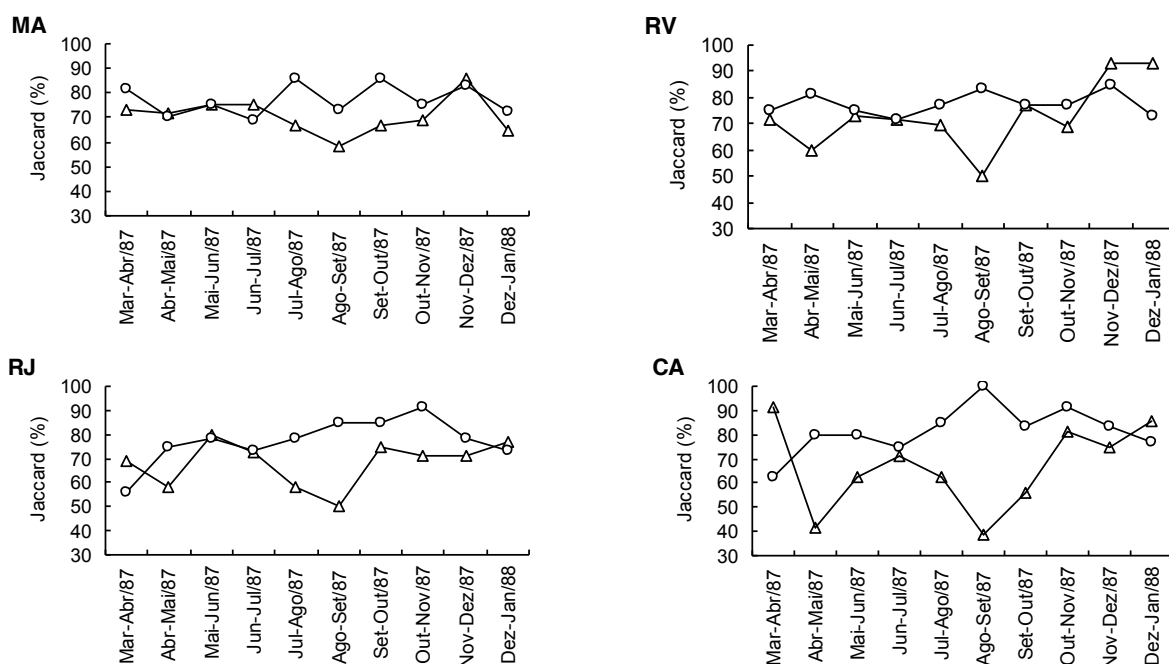 MA
Jaccard (%)
100
90
80
70
60
50
40
30
Mar-Abr/87
Abr-Mai/87
Mai-Jun/87
Jun-Jul/87
Jul-Ago/87
Ago-Set/87
Set-Out/87
Out-Nov/87
Nov-Dez/87
Dez-Jan/88
RV
Jaccard (%)
100
90
80
70
60
50
40
30
Mar-Abr/87
Abr-Mai/87
Mai-Jun/87
Jun-Jul/87
Jul-Ago/87
Ago-Set/87
Set-Out/87
Out-Nov/87
Nov-Dez/87
Dez-Jan/88
RJ
Jaccard (%)
100
90
80
70
60
50
40
30
Mar-Abr/87
Abr-Mai/87
Mai-Jun/87
Jun-Jul/87
Jul-Ago/87
Ago-Set/87
Set-Out/87
Out-Nov/87
Nov-Dez/87
Dez-Jan/88
CA
Jaccard (%)
100
90
80
70
60
50
40
30
Mar-Abr/87
Abr-Mai/87
Mai-Jun/87
Jun-Jul/87
Jul-Ago/87
Ago-Set/87
Set-Out/87
Out-Nov/87
Nov-Dez/87
Dez-Jan/88